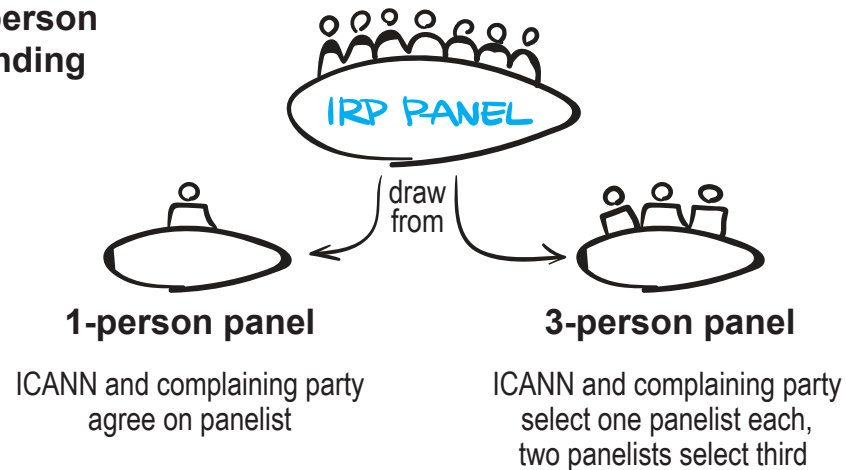 person
nding
IRP PANEL
draw
from
1-person panel
ICANN and complaining party
agree on panelist
3-person panel
ICANN and complaining party
select one panelist each,
two panelists select third